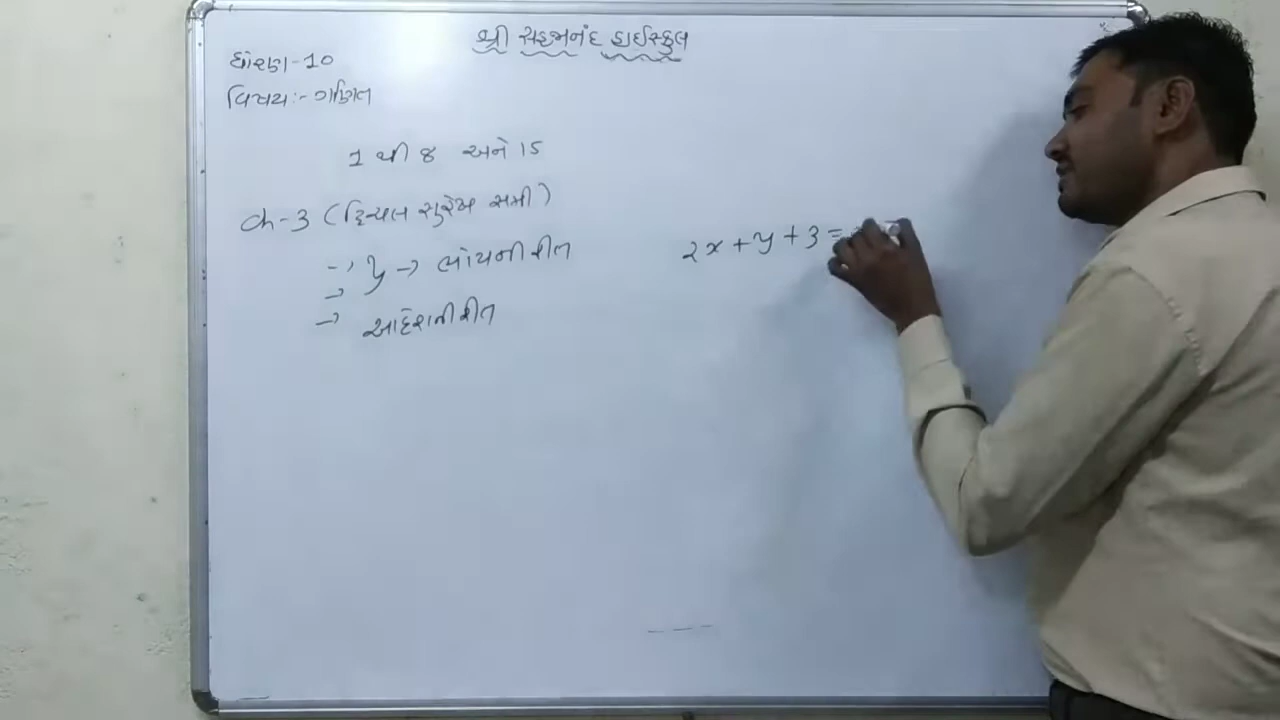 શ્રી સહજાનંદ હાઈસ્કુલ
ધોરણ-10
વિષય:- ગણિત
1 થી 8 અને 15
ch-3 (દ્વિચલ સુરેખ સમી)
→ y → લોપની રીત
→
→ આદેશની રીત
2x + y + 3 =